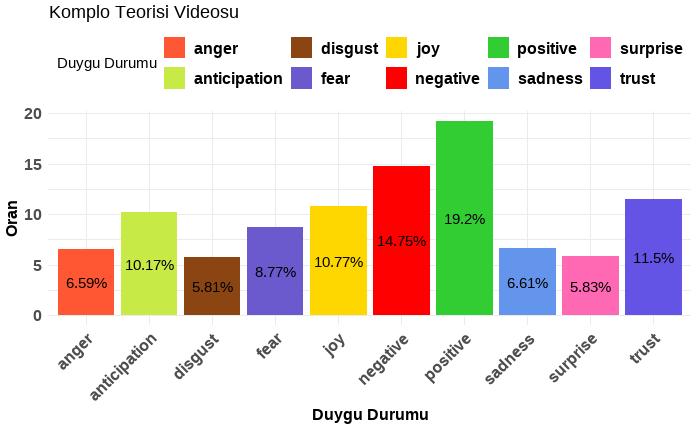 Komplo Teorisi Videosu
Duygu Durumu
anger disgust joy positive surprise
anticipation fear negative sadness trust
Oran
20
15
10
5
0
6.59% 10.17% 5.81% 8.77% 10.77% 14.75% 19.2% 6.61% 5.83% 11.5%
anger anticipation disgust fear joy negative positive sadness surprise trust
Duygu Durumu